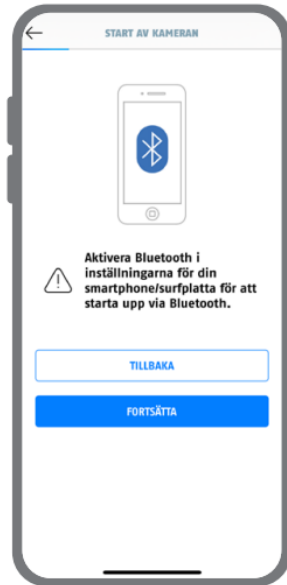 START AV KAMERAN
Aktivera Bluetooth i
inställningarna för din
smartphone/surfplatta för att
starta upp via Bluetooth.
TILLBAKA
FORTSÄTTA